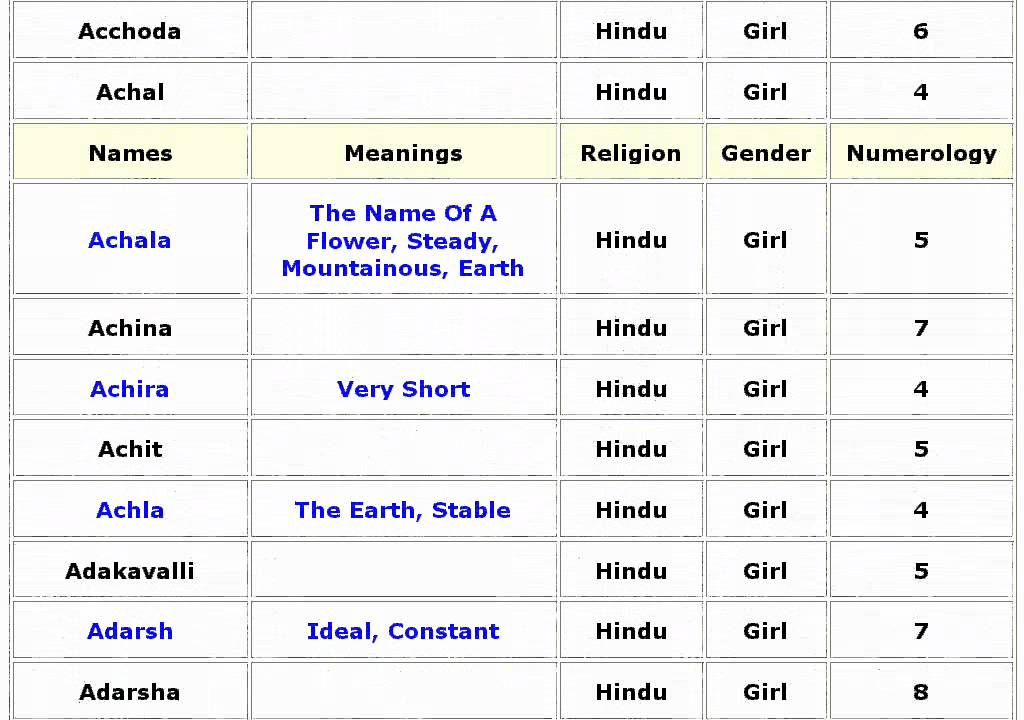 Acchoda Hindu Girl 6
Achal Hindu Girl 4
Names Meanings Religion Gender Numerology
Achala The Name Of A Flower, Steady, Mountainous, Earth Hindu Girl 5
Achina Hindu Girl 7
Achira Very Short Hindu Girl 4
Achit Hindu Girl 5
Achla The Earth, Stable Hindu Girl 4
Adakavalli Hindu Girl 5
Adarsh Ideal, Constant Hindu Girl 7
Adarsha Hindu Girl 8